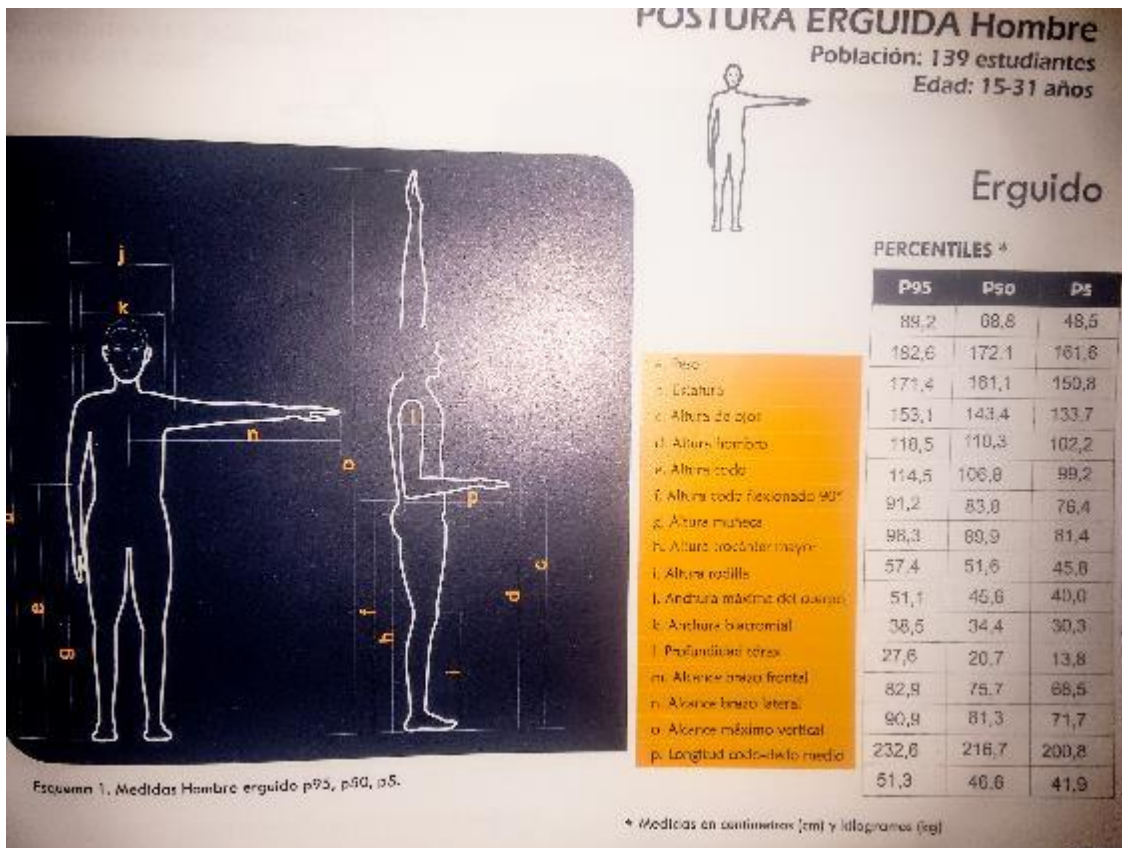 POSTURA ERGUIDA Hombre
Población: 139 estudiantes
Edad: 15-31 años
Erguido
PERCENTILES *
P95 P50 P5
89,2 68,8 48,5
182,6 172,1 161,6
171,4 161,1 150,8
153,1 143,4 133,7
118,5 110,3 102,2
114,5 106,8 99,2
91,2 83,8 76,4
98,3 89,9 81,4
57,4 51,6 45,8
51,1 45,6 40,0
38,5 34,4 30,3
27,6 20,7 13,8
82,9 75,7 68,5
90,9 81,3 71,7
232,6 216,7 200,8
51,3 46,6 41,9
Peso
Estatura
c. Altura de ojos
d. Altura hombro
e. Altura codo
f. Altura codo flexionado 90°
g. Altura muñeca
h. Altura trocánter mayor
i. Altura rodilla
j. Anchura máxima del cuerpo
k. Anchura biacromial
l. Profundidad tórax
m. Alcance brazo frontal
n. Alcance brazo lateral
o. Alcance máximo vertical
p. Longitud codo-dedo medio
j
k
n
o
l
p
c
d
e
f
h
g
i
Esquema 1. Medidas Hombre erguido p95, p50, p5.
* Medidas en centímetros (cm) y kilogramos (kg)